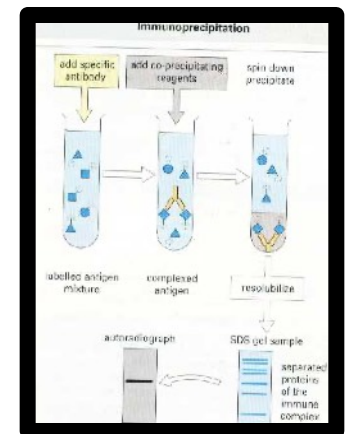 Immunoprecipitation
add specific
antibody
add co-precipitating
reagents
spin down
precipitate
labelled antigen
mixture
complexed
antigen
resolubilize
autoradiograph
SDS gel sample
separated
proteins
of the
immune
complex